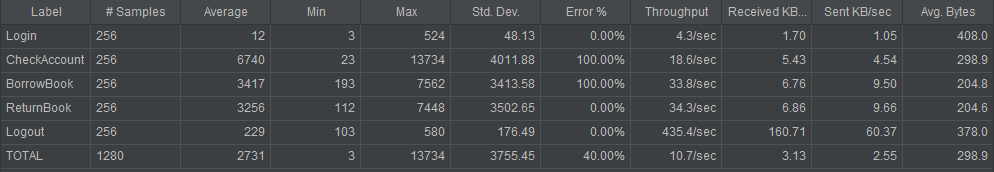 Label # Samples Average Min Max Std. Dev. Error % Throughput Received KB... Sent KB/sec Avg. Bytes
Login 256 12 3 524 48.13 0.00% 4.3/sec 1.70 1.05 408.0
CheckAccount 256 6740 23 13734 4011.88 100.00% 18.6/sec 5.43 4.54 298.9
BorrowBook 256 3417 193 7562 3413.58 100.00% 33.8/sec 6.76 9.50 204.8
ReturnBook 256 3256 112 7448 3502.65 0.00% 34.3/sec 6.86 9.66 204.6
Logout 256 229 103 580 176.49 0.00% 435.4/sec 160.71 60.37 378.0
TOTAL 1280 2731 3 13734 3755.45 40.00% 10.7/sec 3.13 2.55 298.9